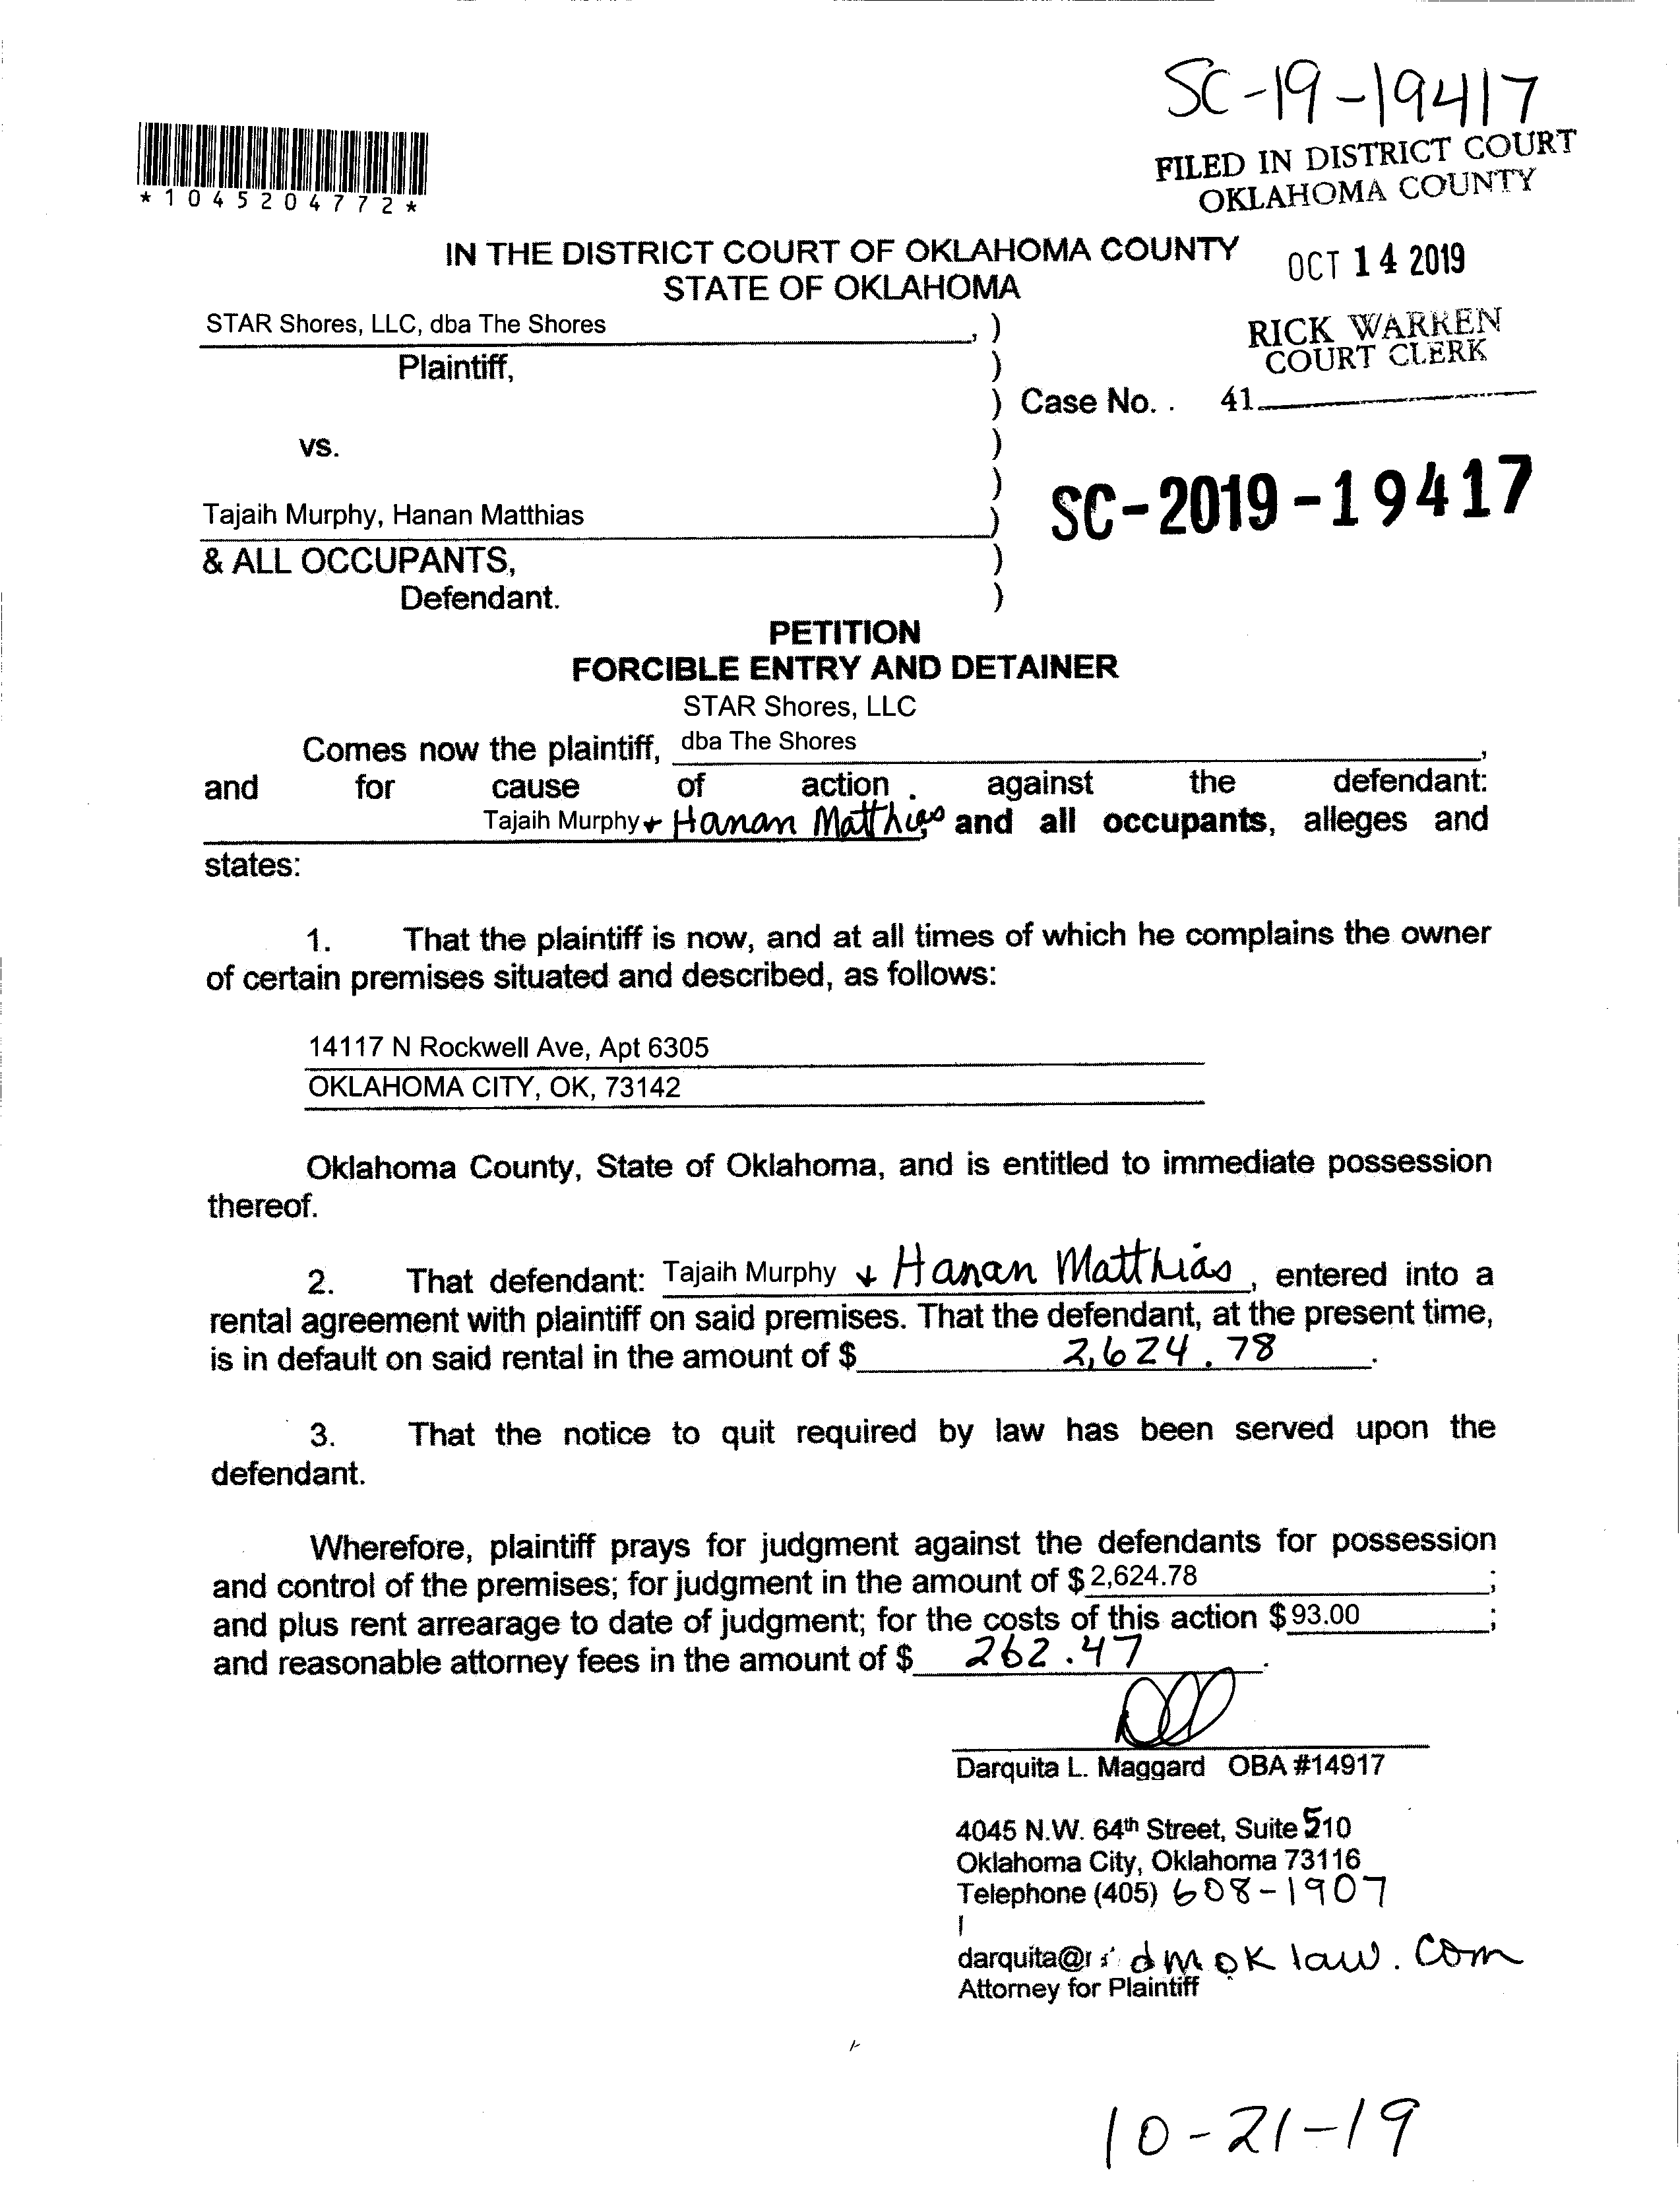 SC-19-19417
FILED IN DISTRICT COURT
OKLAHOMA COUNTY
*1045204772*
IN THE DISTRICT COURT OF OKLAHOMA COUNTY
STATE OF OKLAHOMA
OCT 14 2019
STAR Shores, LLC, dba The Shores , )
RICK WARREN
COURT CLERK
Plaintiff, )
) Case No. . 41
vs. )
)
SC-2019-19417
Tajaih Murphy, Hanan Matthias )
& ALL OCCUPANTS, )
Defendant. )
PETITION
FORCIBLE ENTRY AND DETAINER
STAR Shores, LLC
Comes now the plaintiff, dba The Shores ,
and for cause of action . against the defendant:
Tajaih Murphy + Hanan Matthias and all occupants, alleges and
states:
1. That the plaintiff is now, and at all times of which he complains the owner
of certain premises situated and described, as follows:
14117 N Rockwell Ave, Apt 6305
OKLAHOMA CITY, OK, 73142
Oklahoma County, State of Oklahoma, and is entitled to immediate possession
thereof.
2. That defendant: Tajaih Murphy + Hanan Matthias , entered into a
rental agreement with plaintiff on said premises. That the defendant, at the present time,
is in default on said rental in the amount of $ 2,624.78 .
3. That the notice to quit required by law has been served upon the
defendant.
Wherefore, plaintiff prays for judgment against the defendants for possession
and control of the premises; for judgment in the amount of $ 2,624.78 ;
and plus rent arrearage to date of judgment; for the costs of this action $ 93.00 ;
and reasonable attorney fees in the amount of $ 262.47 .
Darquita L. Maggard OBA #14917
4045 N.W. 64th Street, Suite 510
Oklahoma City, Oklahoma 73116
Telephone (405) 608-1907
darquita@ dmoklaw.com
Attorney for Plaintiff
10-21-19